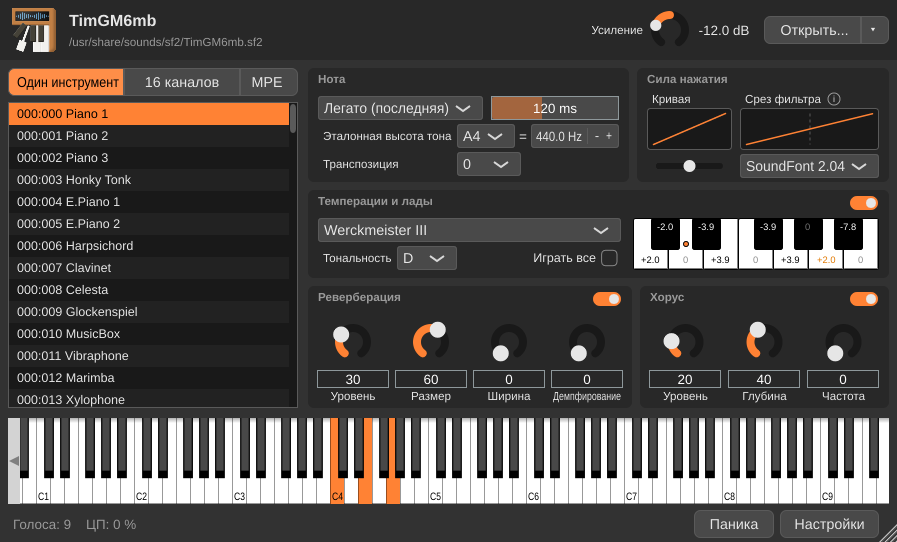 TimGM6mb
/usr/share/sounds/sf2/TimGM6mb.sf2
Усиление
-12.0 dB
Открыть...
Один инструмент
16 каналов
MPE
000:000 Piano 1
000:001 Piano 2
000:002 Piano 3
000:003 Honky Tonk
000:004 E.Piano 1
000:005 E.Piano 2
000:006 Harpsichord
000:007 Clavinet
000:008 Celesta
000:009 Glockenspiel
000:010 MusicBox
000:011 Vibraphone
000:012 Marimba
000:013 Xylophone
Нота
Легато (последняя)
120 ms
Эталонная высота тона
A4
=
440.0 Hz
- +
Транспозиция
0
Сила нажатия
Кривая
Срез фильтра
i
SoundFont 2.04
Темперации и лады
Werckmeister III
Тональность
D
Играть все
-2.0 -3.9 -3.9 0 -7.8
+2.0 0 +3.9 0 +3.9 +2.0 0
Реверберация
30 60 0 0
Уровень Размер Ширина Демпфирование
Хорус
20 40 0
Уровень Глубина Частота
C1 C2 C3 C4 C5 C6 C7 C8 C9
Голоса: 9
ЦП: 0 %
Паника
Настройки